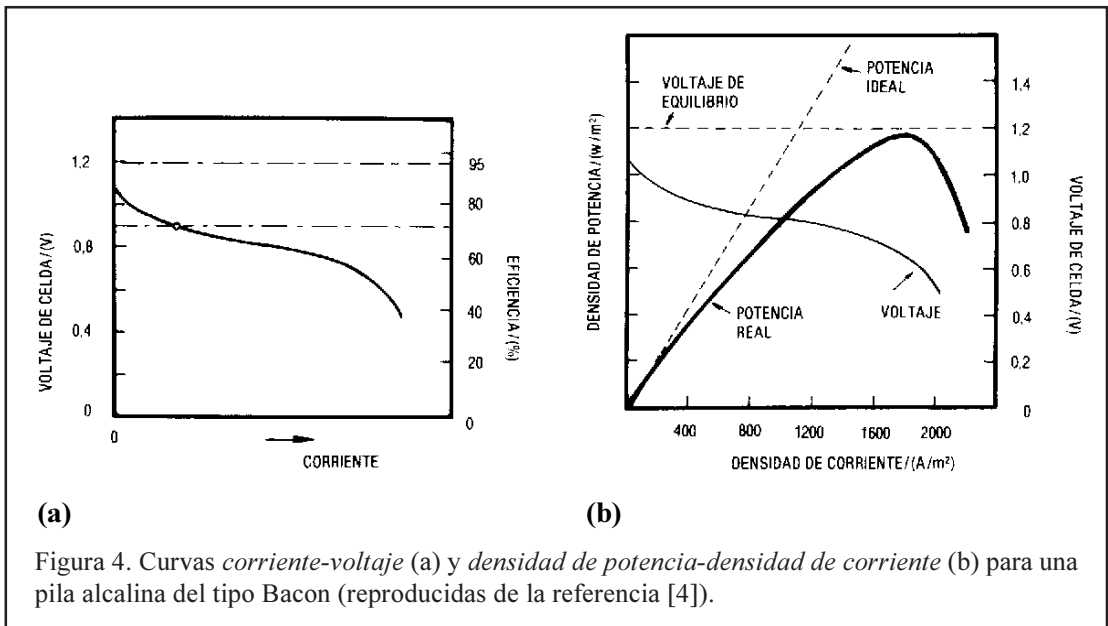 VOLTAJE DE CELDA/(V)
1,2
0.8
0.4
0
0
CORRIENTE
95
80
60
40
20
0
EFICIENCIA/(%)
(a)
DENSIDAD DE POTENCIA/(w/m²)
VOLTAJE DE
EQUILIBRIO
POTENCIA
IDEAL
POTENCIA
REAL
VOLTAJE
1.4
1.2
1.0
0.8
0.6
0.4
0.2
0
VOLTAJE DE CELDA/(V)
400
800
1200
1600
2000
DENSIDAD DE CORRIENTE/(A/m²)
(b)
Figura 4. Curvas corriente-voltaje (a) y densidad de potencia-densidad de corriente (b) para una
pila alcalina del tipo Bacon (reproducidas de la referencia [4]).